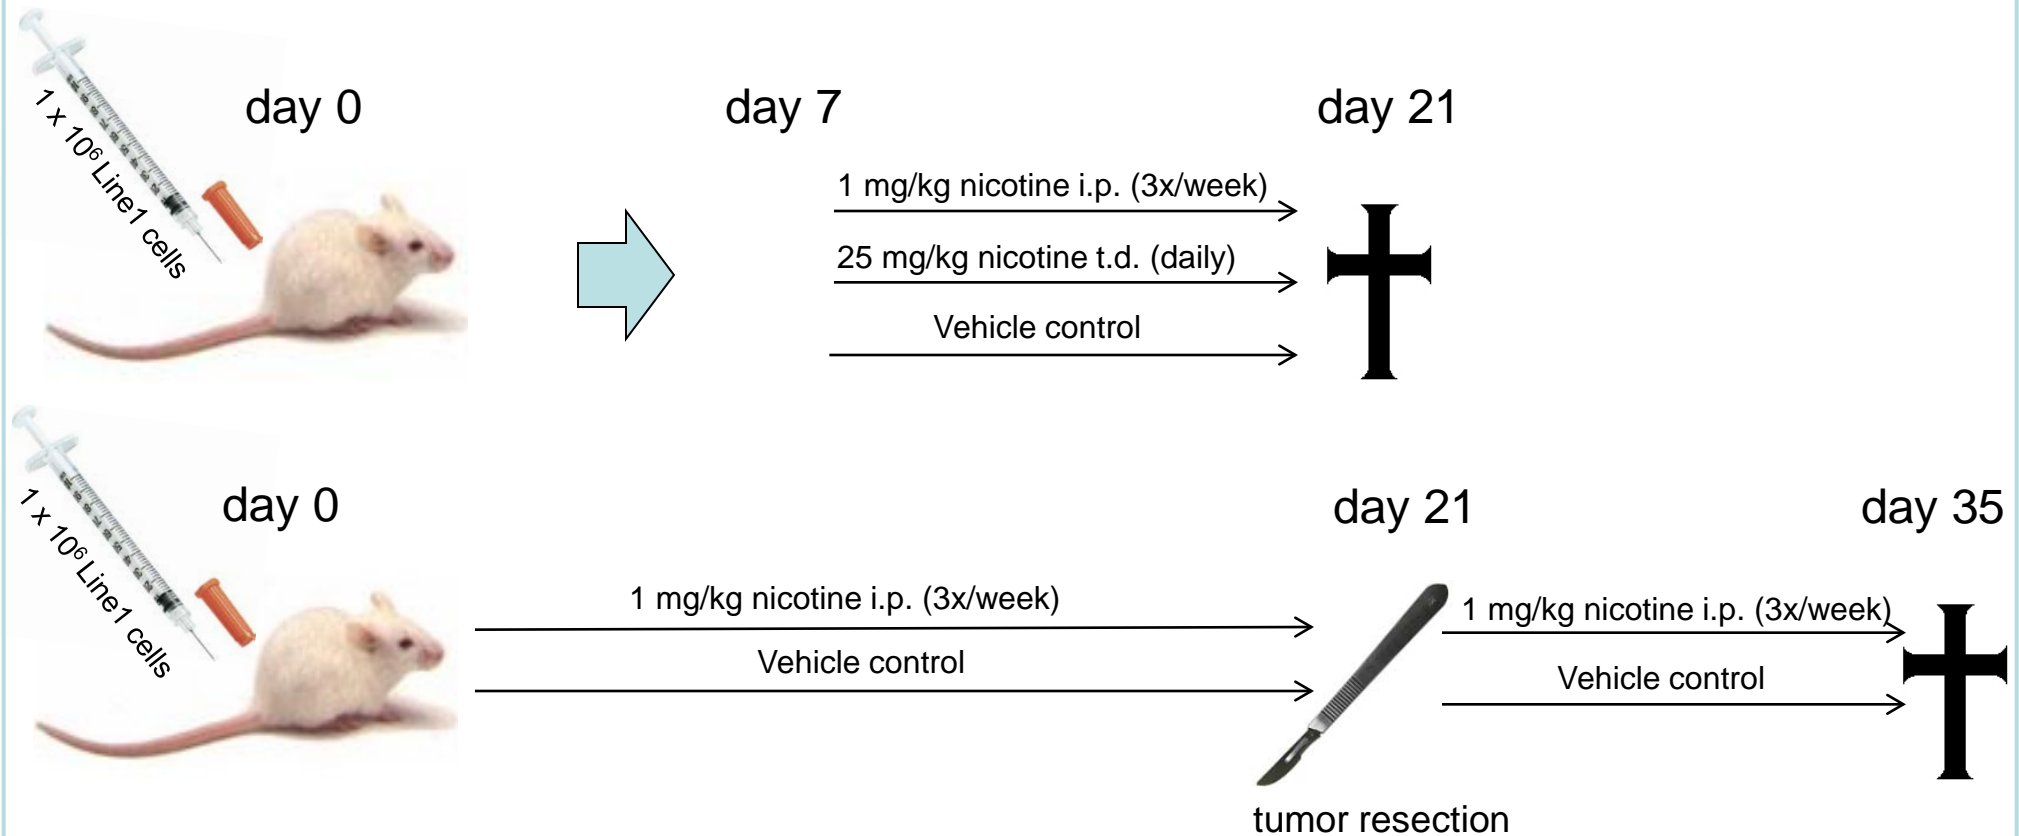 day 0
day 7
day 21
1 x 10⁶ Line1 cells
1 mg/kg nicotine i.p. (3x/week)
25 mg/kg nicotine t.d. (daily)
Vehicle control
day 0
day 21
day 35
1 x 10⁶ Line1 cells
1 mg/kg nicotine i.p. (3x/week)
Vehicle control
1 mg/kg nicotine i.p. (3x/week)
Vehicle control
tumor resection